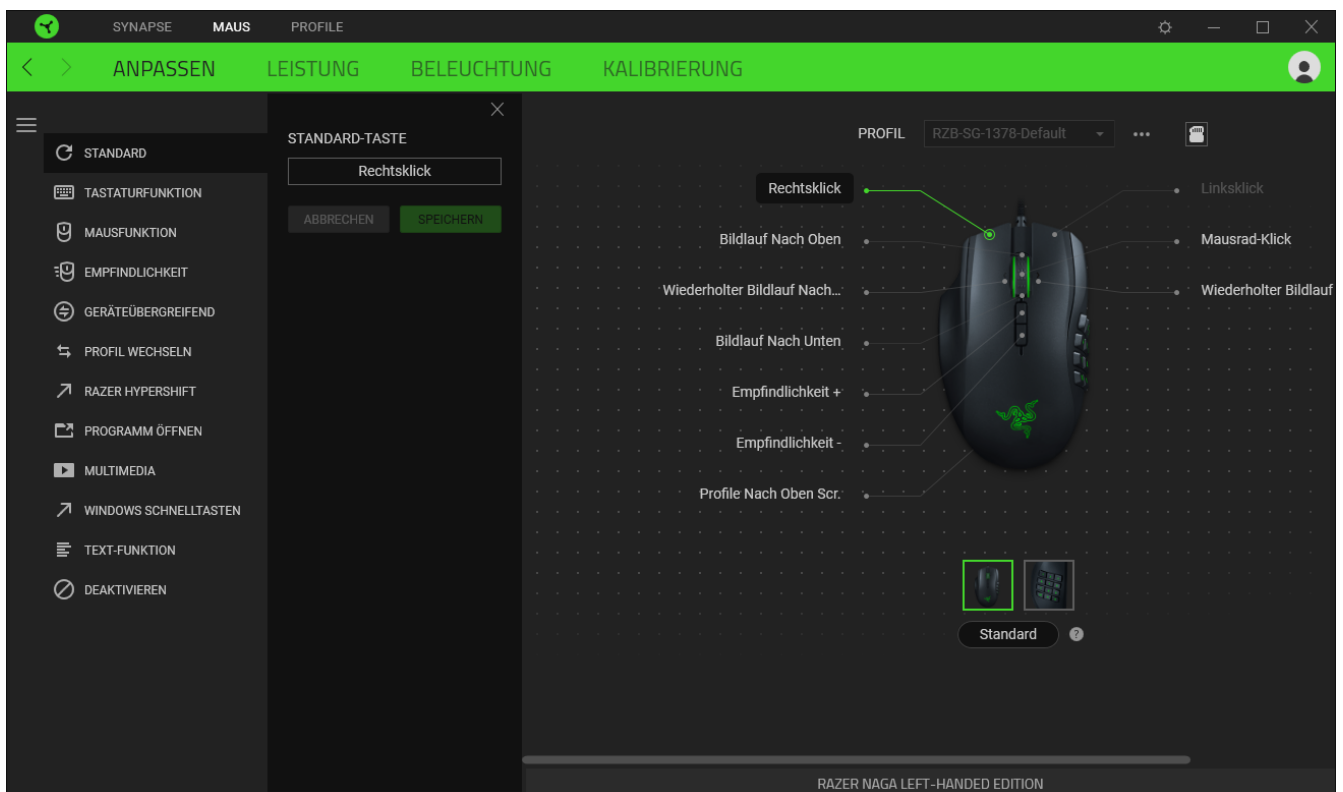 SYNAPSE MAUS PROFILE
ANPASSEN LEISTUNG BELEUCHTUNG KALIBRIERUNG
STANDARD
TASTATURFUNKTION
MAUSFUNKTION
EMPFINDLICHKEIT
GERÄTEÜBERGREIFEND
PROFIL WECHSELN
RAZER HYPERSHIFT
PROGRAMM ÖFFNEN
MULTIMEDIA
WINDOWS SCHNELLTASTEN
TEXT-FUNKTION
DEAKTIVIEREN
STANDARD-TASTE
Rechtsklick
ABBRECHEN SPEICHERN
PROFIL RZB-SG-1378-Default
Rechtsklick
Bildlauf Nach Oben
Wiederholter Bildlauf Nach...
Bildlauf Nach Unten
Empfindlichkeit +
Empfindlichkeit -
Profile Nach Oben Scr.
Linksklick
Mausrad-Klick
Wiederholter Bildlauf
Standard ?
RAZER NAGA LEFT-HANDED EDITION